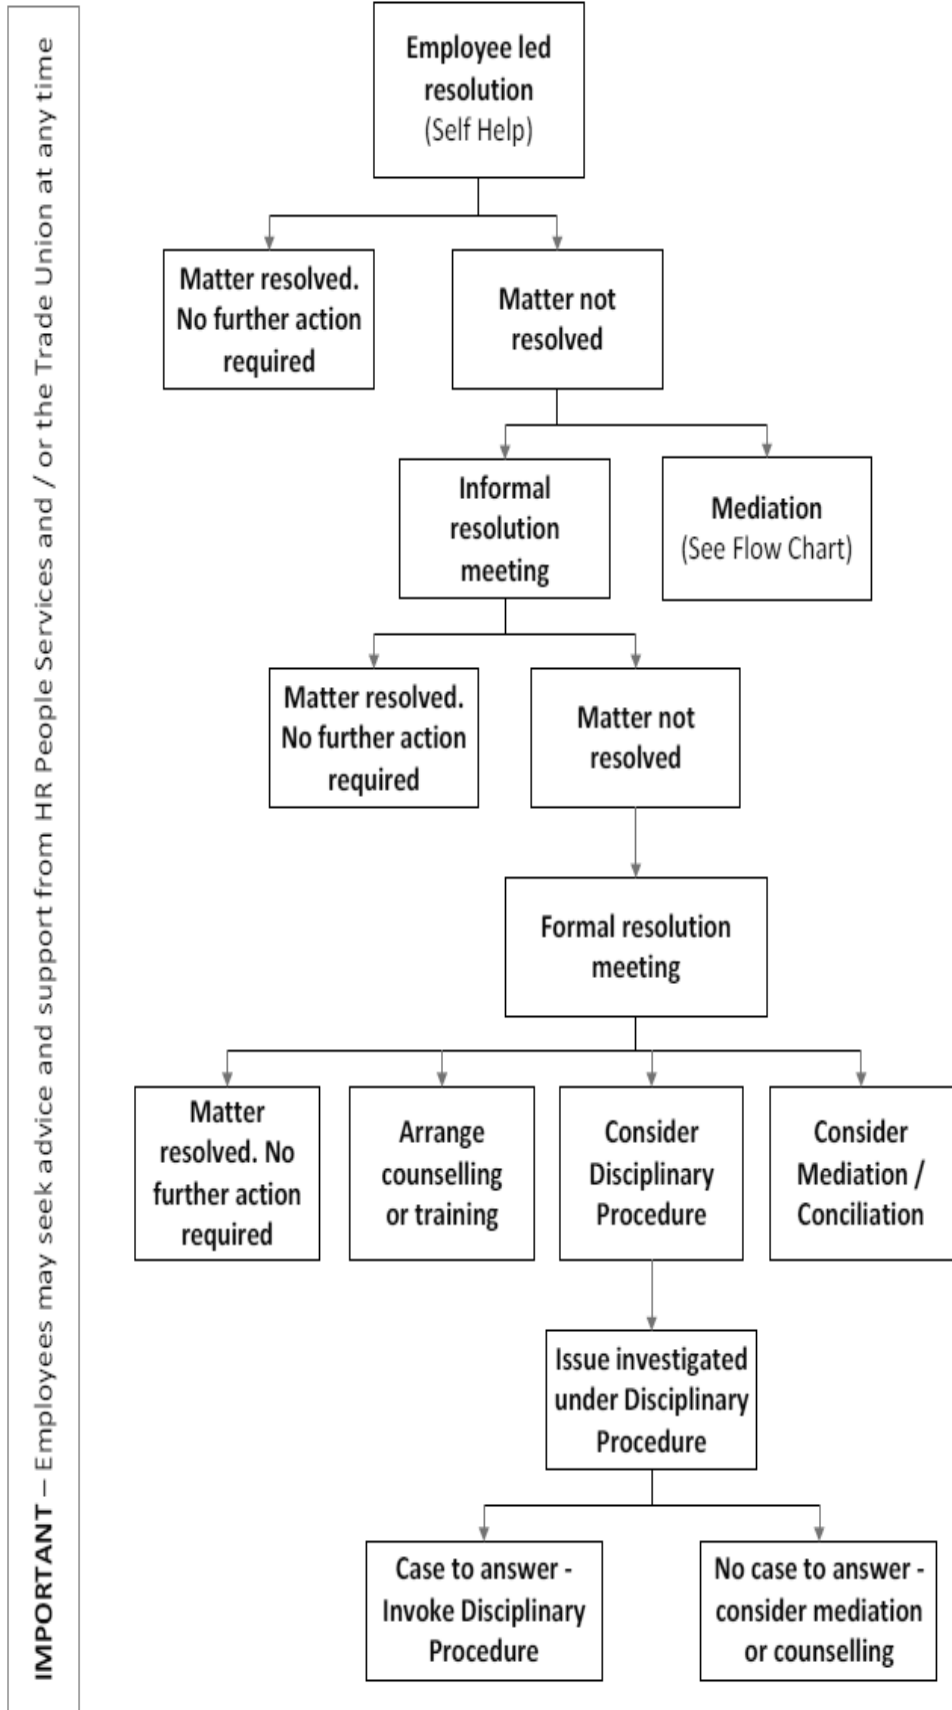 IMPORTANT – Employees may seek advice and support from HR People Services and / or the Trade Union at any time
Employee led
resolution
(Self Help)
Matter resolved.
No further action
required
Matter not
resolved
Informal
resolution
meeting
Mediation
(See Flow Chart)
Matter resolved.
No further action
required
Matter not
resolved
Formal resolution
meeting
Matter
resolved. No
further action
required
Arrange
counselling
or training
Consider
Disciplinary
Procedure
Consider
Mediation /
Conciliation
Issue investigated
under Disciplinary
Procedure
Case to answer -
Invoke Disciplinary
Procedure
No case to answer -
consider mediation
or counselling